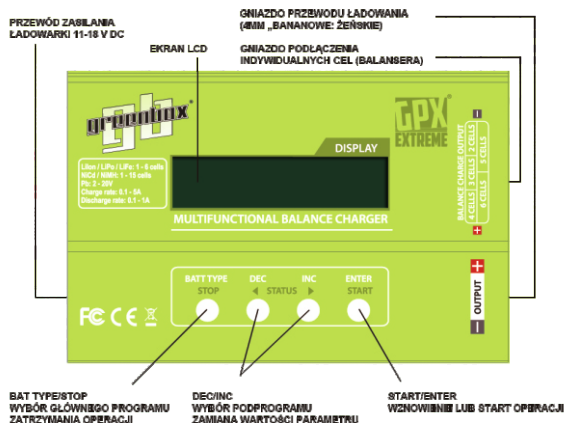 PRZEWÓD ZASILANIA
ŁADOWARKI 11-18 V DC
EKRAN LCD
GNIAZDO PRZEWODU ŁADOWANIA
(4MM „BANANOWE: ŻEŃSKIE)
GNIAZDO PODŁĄCZENIA
INDYWIDUALNYCH CEL (BALANSERA)
greenbox
GPX
EXTREME
DISPLAY
LiIon / LiPo / LiFe: 1 - 6 cells
NiCd / NiMH: 1 - 15 cells
Pb: 2 - 20V
Charge rate: 0.1 - 5A
Discharge rate: 0.1 - 1A
MULTIFUNCTIONAL BALANCE CHARGER
BALANCE CHARGE OUTPUT
4 CELLS 3 CELLS 2 CELLS
6 CELLS 5 CELLS
BATT TYPE DEC INC ENTER
STOP ◄ STATUS ► START
OUTPUT
FC CE
BAT TYPE/STOP
WYBÓR GŁÓWNEGO PROGRAMU
ZATRZYMANIA OPERACJI
DEC/INC
WYBÓR PODPROGRAMU
ZAMIANA WARTOŚCI PARAMETRU
START/ENTER
WZNOWIENIE LUB START OPERACJI